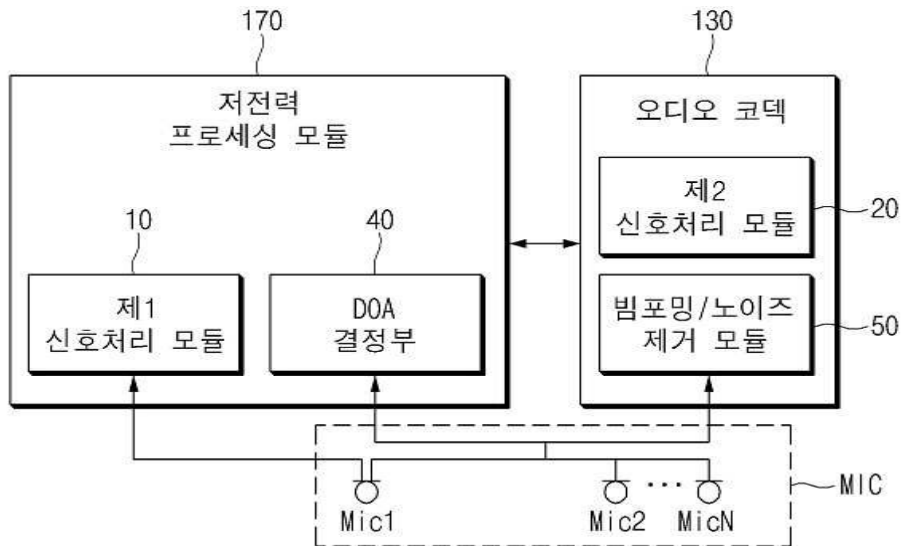 170
130
저전력
프로세싱 모듈
오디오 코덱
제2
신호처리 모듈
20
10
40
제1
신호처리 모듈
DOA
결정부
빔포밍/노이즈
제거 모듈
50
MIC
Mic1
Mic2
···
MicN